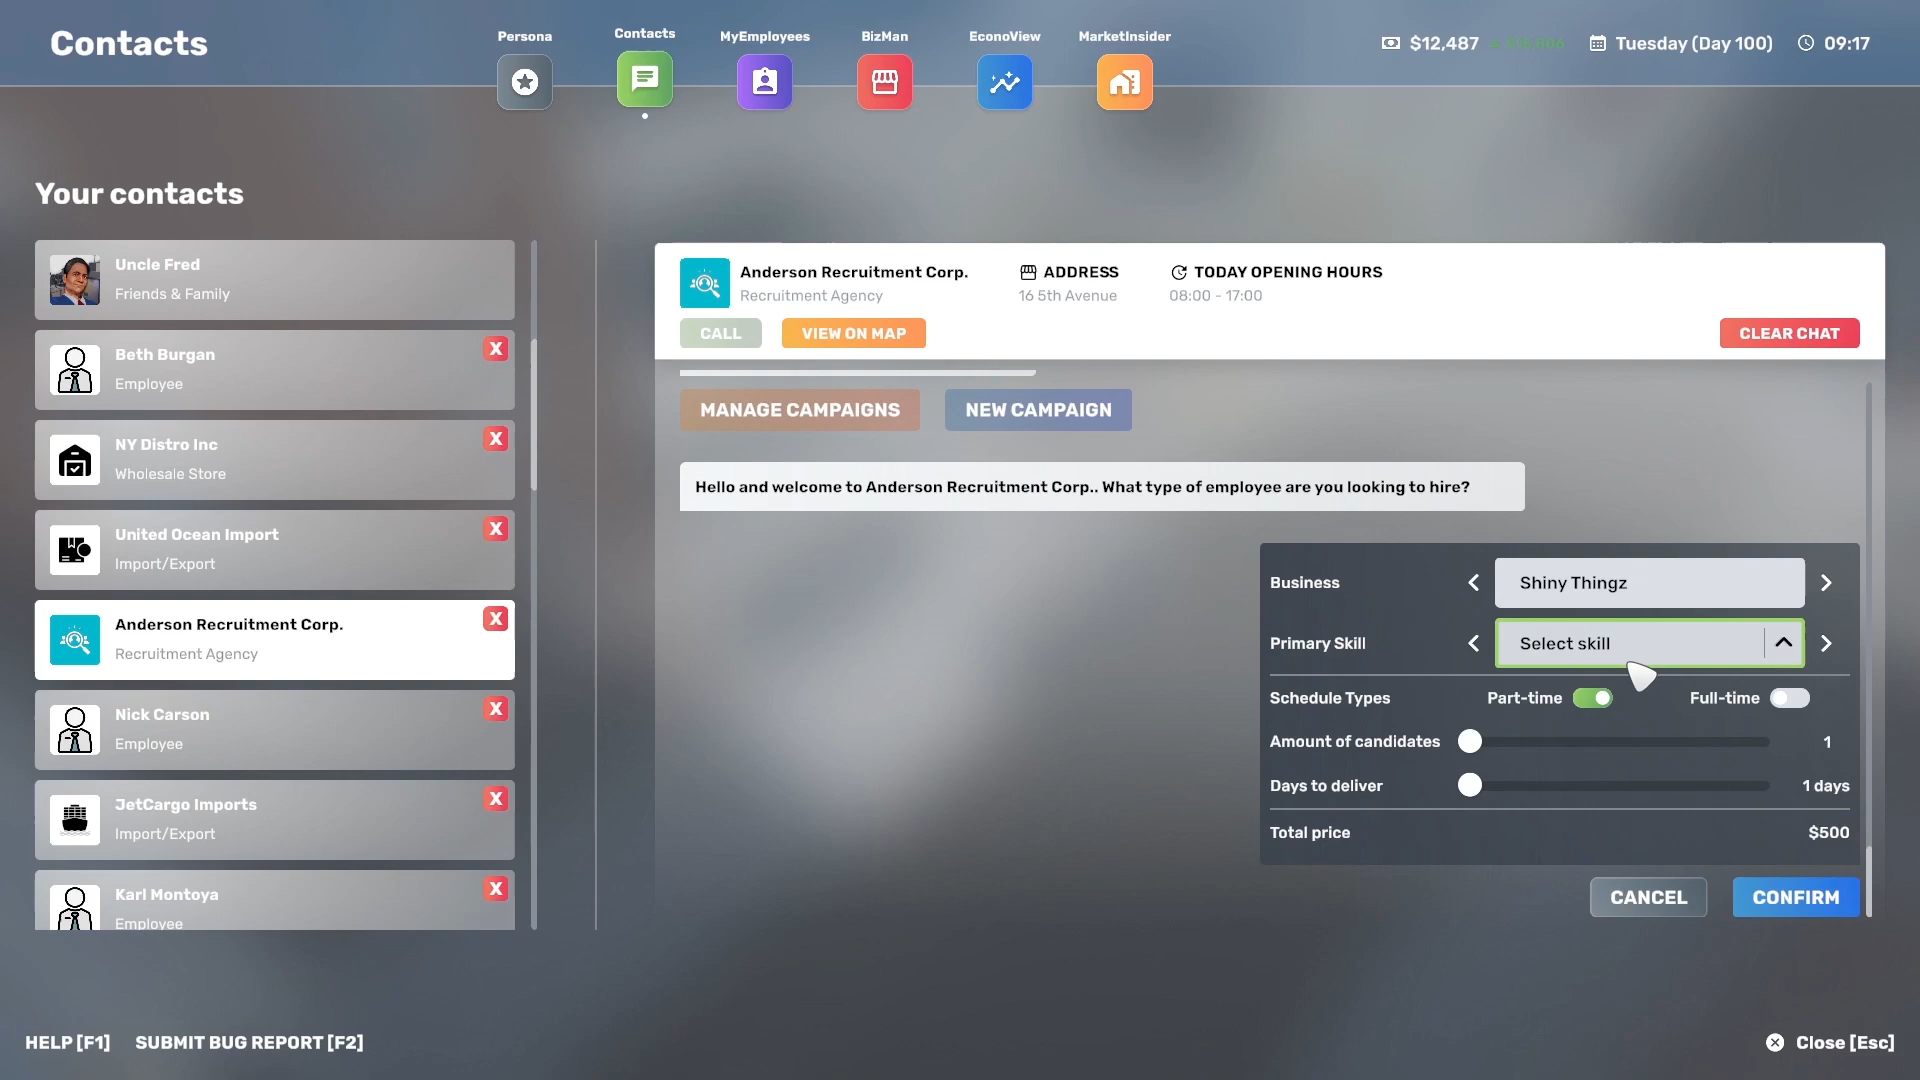 Contacts
Persona
Contacts
MyEmployees
BizMan
EconoView
MarketInsider
$12,487
Tuesday (Day 100)
09:17
Your contacts
Uncle Fred
Friends & Family
Beth Burgan
X
Employee
NY Distro Inc
X
Wholesale Store
United Ocean Import
X
Import/Export
Anderson Recruitment Corp.
X
Recruitment Agency
Nick Carson
X
Employee
JetCargo Imports
X
Import/Export
Karl Montoya
X
Employee
Anderson Recruitment Corp.
Recruitment Agency
ADDRESS
16 5th Avenue
TODAY OPENING HOURS
08:00 - 17:00
CALL
VIEW ON MAP
CLEAR CHAT
MANAGE CAMPAIGNS
NEW CAMPAIGN
Hello and welcome to Anderson Recruitment Corp.. What type of employee are you looking to hire?
Business
Shiny Thingz
Primary Skill
Select skill
Schedule Types
Part-time
Full-time
Amount of candidates
1
Days to deliver
1 days
Total price
$500
CANCEL
CONFIRM
HELP [F1]
SUBMIT BUG REPORT [F2]
Close [Esc]